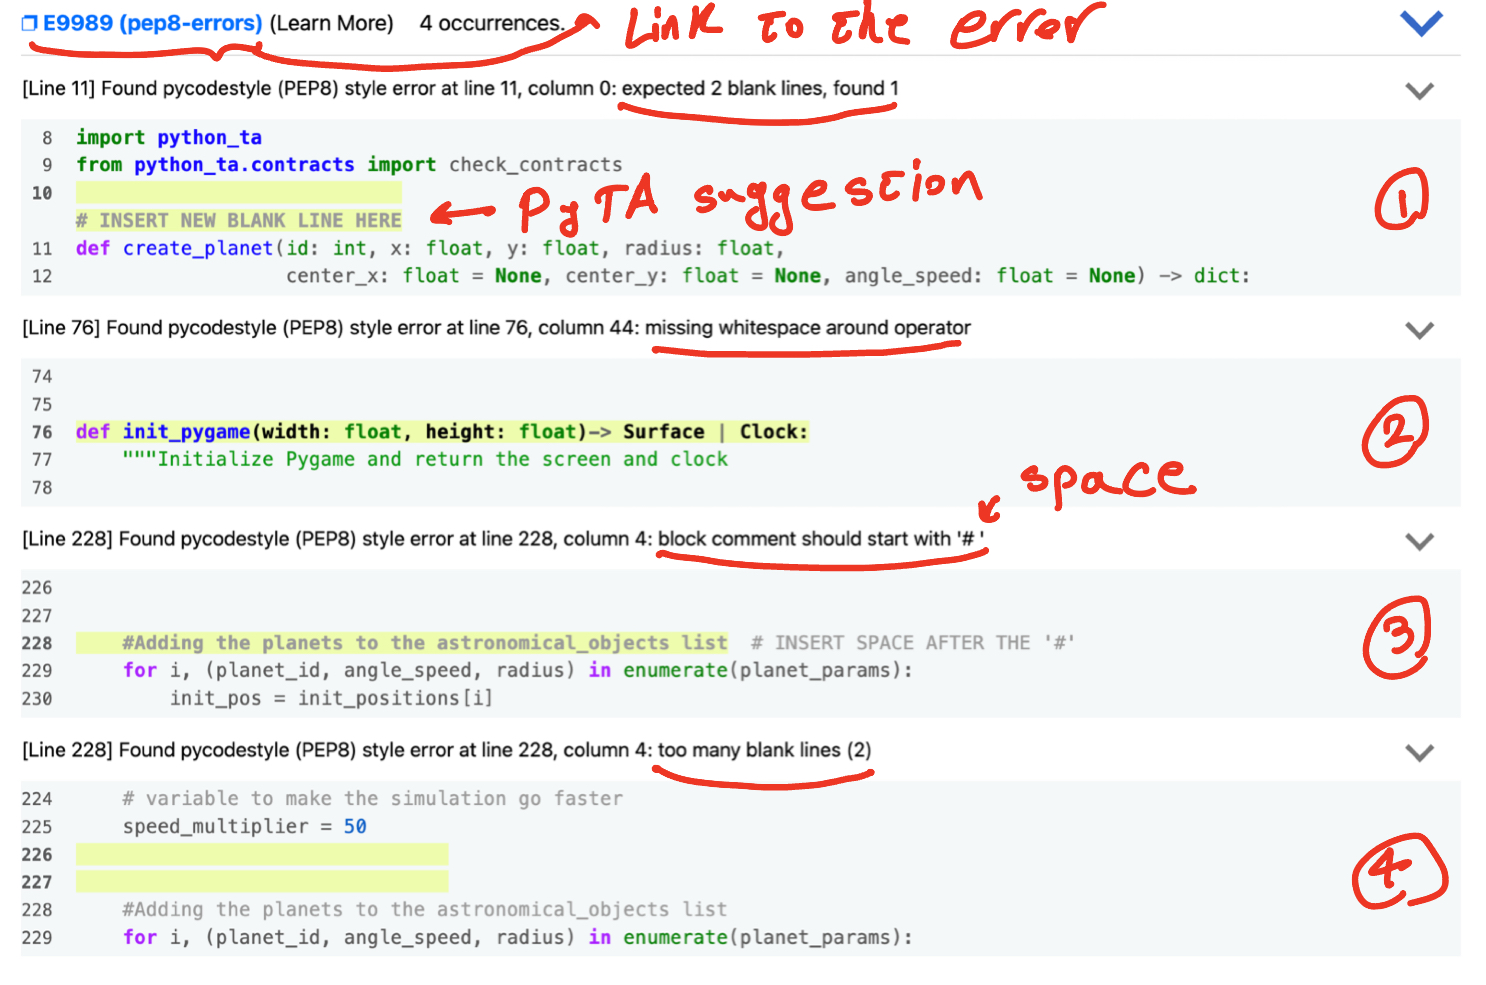 E9989 (pep8-errors) (Learn More) 4 occurrences. Link to the error
[Line 11] Found pycodestyle (PEP8) style error at line 11, column 0: expected 2 blank lines, found 1
8 import python_ta
9 from python_ta.contracts import check_contracts
10
# INSERT NEW BLANK LINE HERE ← PyTA suggestion
1
11 def create_planet(id: int, x: float, y: float, radius: float,
12 center_x: float = None, center_y: float = None, angle_speed: float = None) -> dict:
[Line 76] Found pycodestyle (PEP8) style error at line 76, column 44: missing whitespace around operator
74
75
76 def init_pygame(width: float, height: float)-> Surface | Clock:
2
77 """Initialize Pygame and return the screen and clock
78
space
[Line 228] Found pycodestyle (PEP8) style error at line 228, column 4: block comment should start with '# '
226
227
228 #Adding the planets to the astronomical_objects list # INSERT SPACE AFTER THE '#'
3
229 for i, (planet_id, angle_speed, radius) in enumerate(planet_params):
230 init_pos = init_positions[i]
[Line 228] Found pycodestyle (PEP8) style error at line 228, column 4: too many blank lines (2)
224 # variable to make the simulation go faster
225 speed_multiplier = 50
226
227
4
228 #Adding the planets to the astronomical_objects list
229 for i, (planet_id, angle_speed, radius) in enumerate(planet_params):